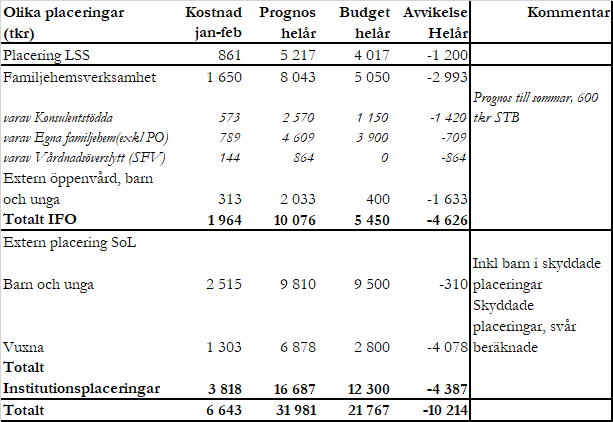 Olika placeringar Kostnad Prognos Budget Avvikelse Kommentar
(tkr) jan-feb helår helår Helår
Placering LSS 861 5 217 4 017 -1 200
Familjehemsverksamhet 1 650 8 043 5 050 -2 993
Prognos till sommar, 600
varav Konsulentstödda 573 2 570 1 150 -1 420 tkr STB
varav Egna familjehem(exkl PO) 789 4 609 3 900 -709
varav Vårdnadsöverslytt (SFV) 144 864 0 -864
Extern öppenvård, barn
och unga 313 2 033 400 -1 633
Totalt IFO 1 964 10 076 5 450 -4 626
Extern placering SoL
Inkl barn i skyddade
Barn och unga 2 515 9 810 9 500 -310 placeringar
Skyddade
placeringar, svår
Vuxna 1 303 6 878 2 800 -4 078 beräknade
Totalt
Institutionsplaceringar 3 818 16 687 12 300 -4 387
Totalt 6 643 31 981 21 767 -10 214